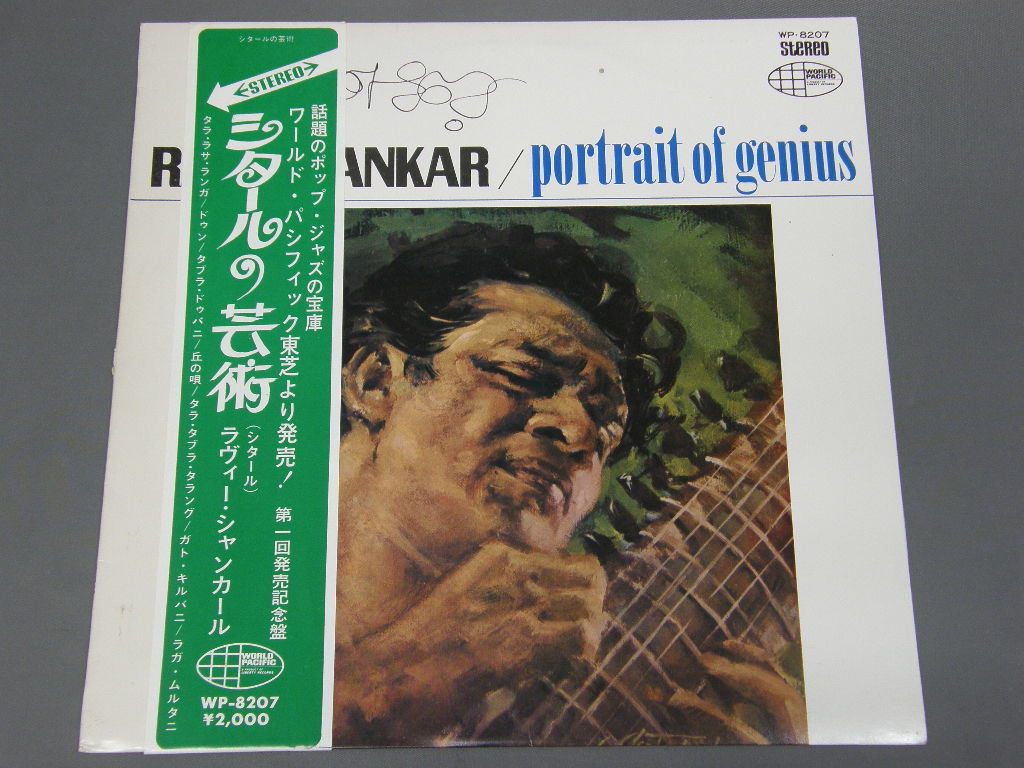 シタールの芸術
STEREO
話題のポップ・ジャズの宝庫
ワールド・パシフィック東芝より発売! 第一回発売記念盤
シタールの芸術
(シタール)
ラヴィー・シャンカール
タラ・ラサ・ランガ/ドゥン/タブラ・ドゥバニ/丘の唄/タラ・タブラ・タラング/ガト・キルバニ/ラガ・ムルタニ
WORLD
PACIFIC
LIBERTY RECORDS
WP-8207
¥2,000
WP・8207
STEREO
WORLD
PACIFIC
R ANKAR / portrait of genius